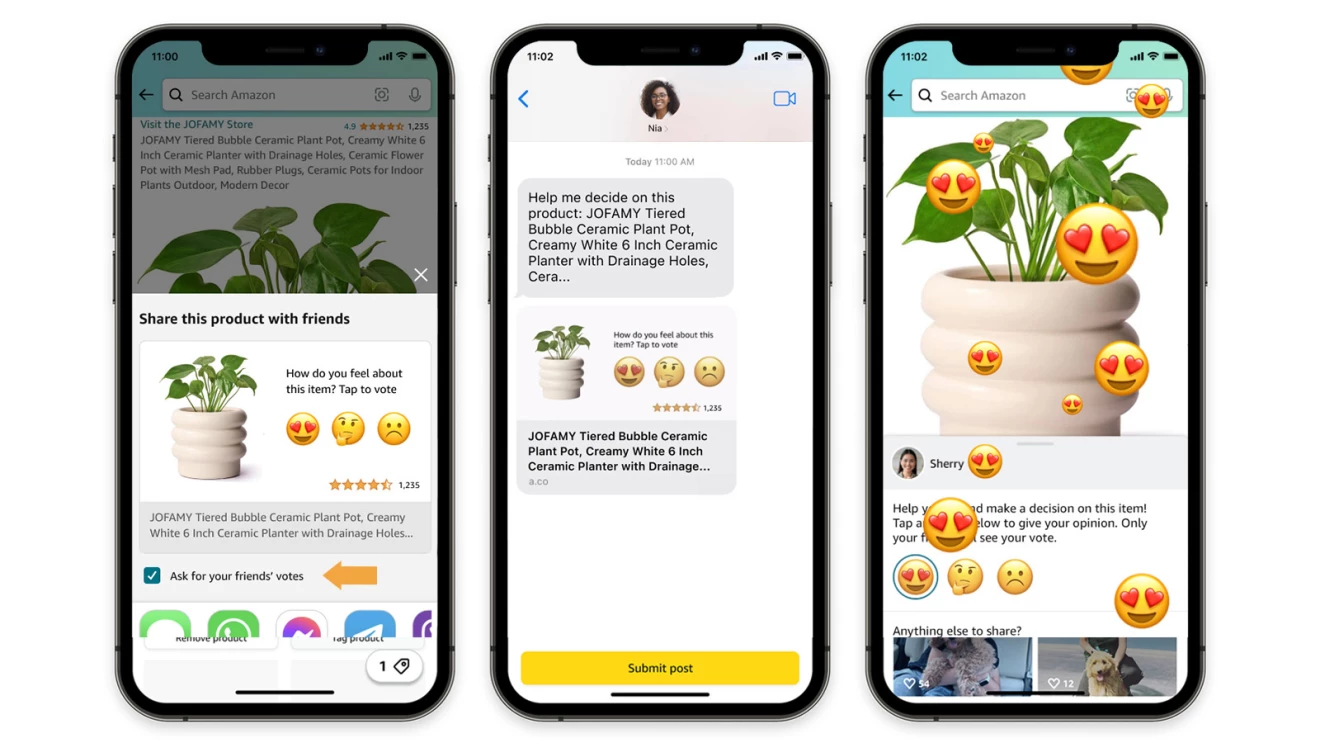 11:00
Search Amazon
Visit the JOFAMY Store
4.9
1,235
JOFAMY Tiered Bubble Ceramic Plant Pot, Creamy White 6
Inch Ceramic Planter with Drainage Holes, Ceramic Flower
Pot with Mesh Pad, Rubber Plugs, Ceramic Pots for Indoor
Plants Outdoor, Modern Decor
Share this product with friends
How do you feel about
this item? Tap to vote
1,235
JOFAMY Tiered Bubble Ceramic Plant Pot, Creamy
White 6 Inch Ceramic Planter with Drainage Holes...
Ask for your friends' votes
Remove product
Tag product
1
11:02
Nia
Today 11:00 AM
Help me decide on this
product: JOFAMY Tiered
Bubble Ceramic Plant Pot,
Creamy White 6 Inch Ceramic
Planter with Drainage Holes,
Cera...
How do you feel about this
item? Tap to vote
1,235
JOFAMY Tiered Bubble Ceramic
Plant Pot, Creamy White 6 Inch
Ceramic Planter with Drainage...
a.co
Submit post
11:02
Search Amazon
Sherry
Help nd make a decision on this item!
Tap elow to give your opinion. Only
your see your vote.
Anything else to share?
54
12